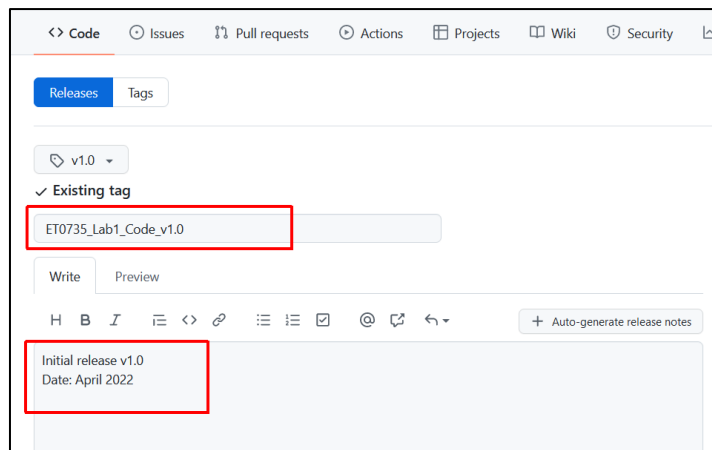 <> Code Issues Pull requests Actions Projects Wiki Security
Releases Tags
v1.0
Existing tag
ET0735_Lab1_Code_v1.0
Write Preview
H B I @ + Auto-generate release notes
Initial release v1.0
Date: April 2022